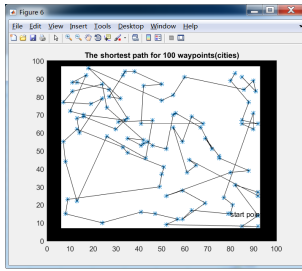 Figure 6
File Edit View Insert Tools Desktop Window Help
The shortest path for 100 waypoints(cities)
100
90
80
70
60
50
40
30
20
10
0
start poin
0 10 20 30 40 50 60 70 80 90 100